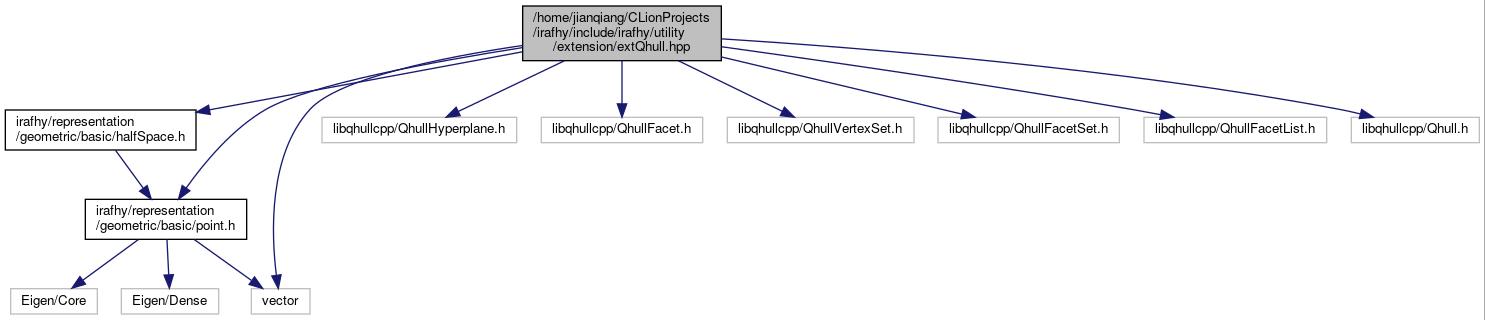 /home/jianqiang/CLionProjects
/irafhy/include/irafhy/utility
/extension/extQhull.hpp
irafhy/representation
/geometric/basic/halfSpace.h
libqhullcpp/QhullHyperplane.h
libqhullcpp/QhullFacet.h
libqhullcpp/QhullVertexSet.h
libqhullcpp/QhullFacetSet.h
libqhullcpp/QhullFacetList.h
libqhullcpp/Qhull.h
irafhy/representation
/geometric/basic/point.h
Eigen/Core
Eigen/Dense
vector